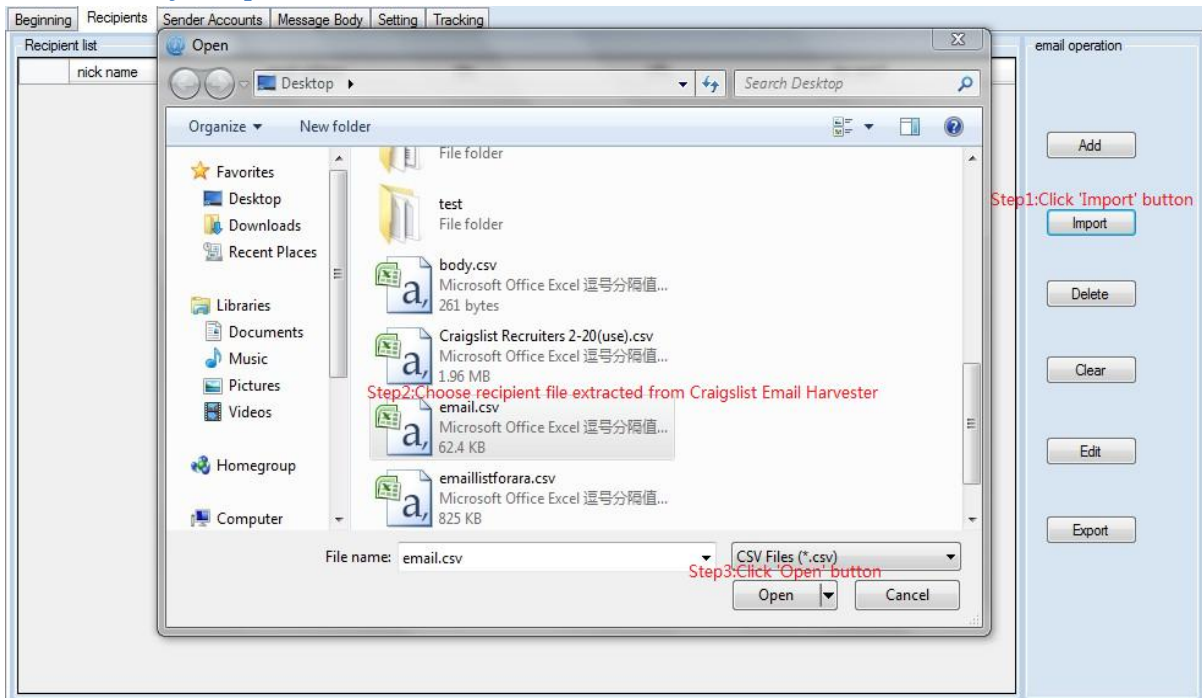 Beginning Recipients Sender Accounts Message Body Setting Tracking
Recipient list
nick name
Open
Desktop
Search Desktop
Organize New folder
Favorites
Desktop
Downloads
Recent Places
Libraries
Documents
Music
Pictures
Videos
Homegroup
Computer
File folder
test
File folder
body.csv
Microsoft Office Excel 逗号分隔值...
261 bytes
Craigslist Recruiters 2-20(use).csv
Microsoft Office Excel 逗号分隔值...
1.96 MB
Step2:Choose recipient file extracted from Craigslist Email Harvester
email.csv
Microsoft Office Excel 逗号分隔值...
62.4 KB
emaillistforara.csv
Microsoft Office Excel 逗号分隔值...
825 KB
File name: email.csv
CSV Files (*.csv)
Step3:Click 'Open' button
Open Cancel
email operation
Add
Step1:Click 'Import' button
Import
Delete
Clear
Edit
Export